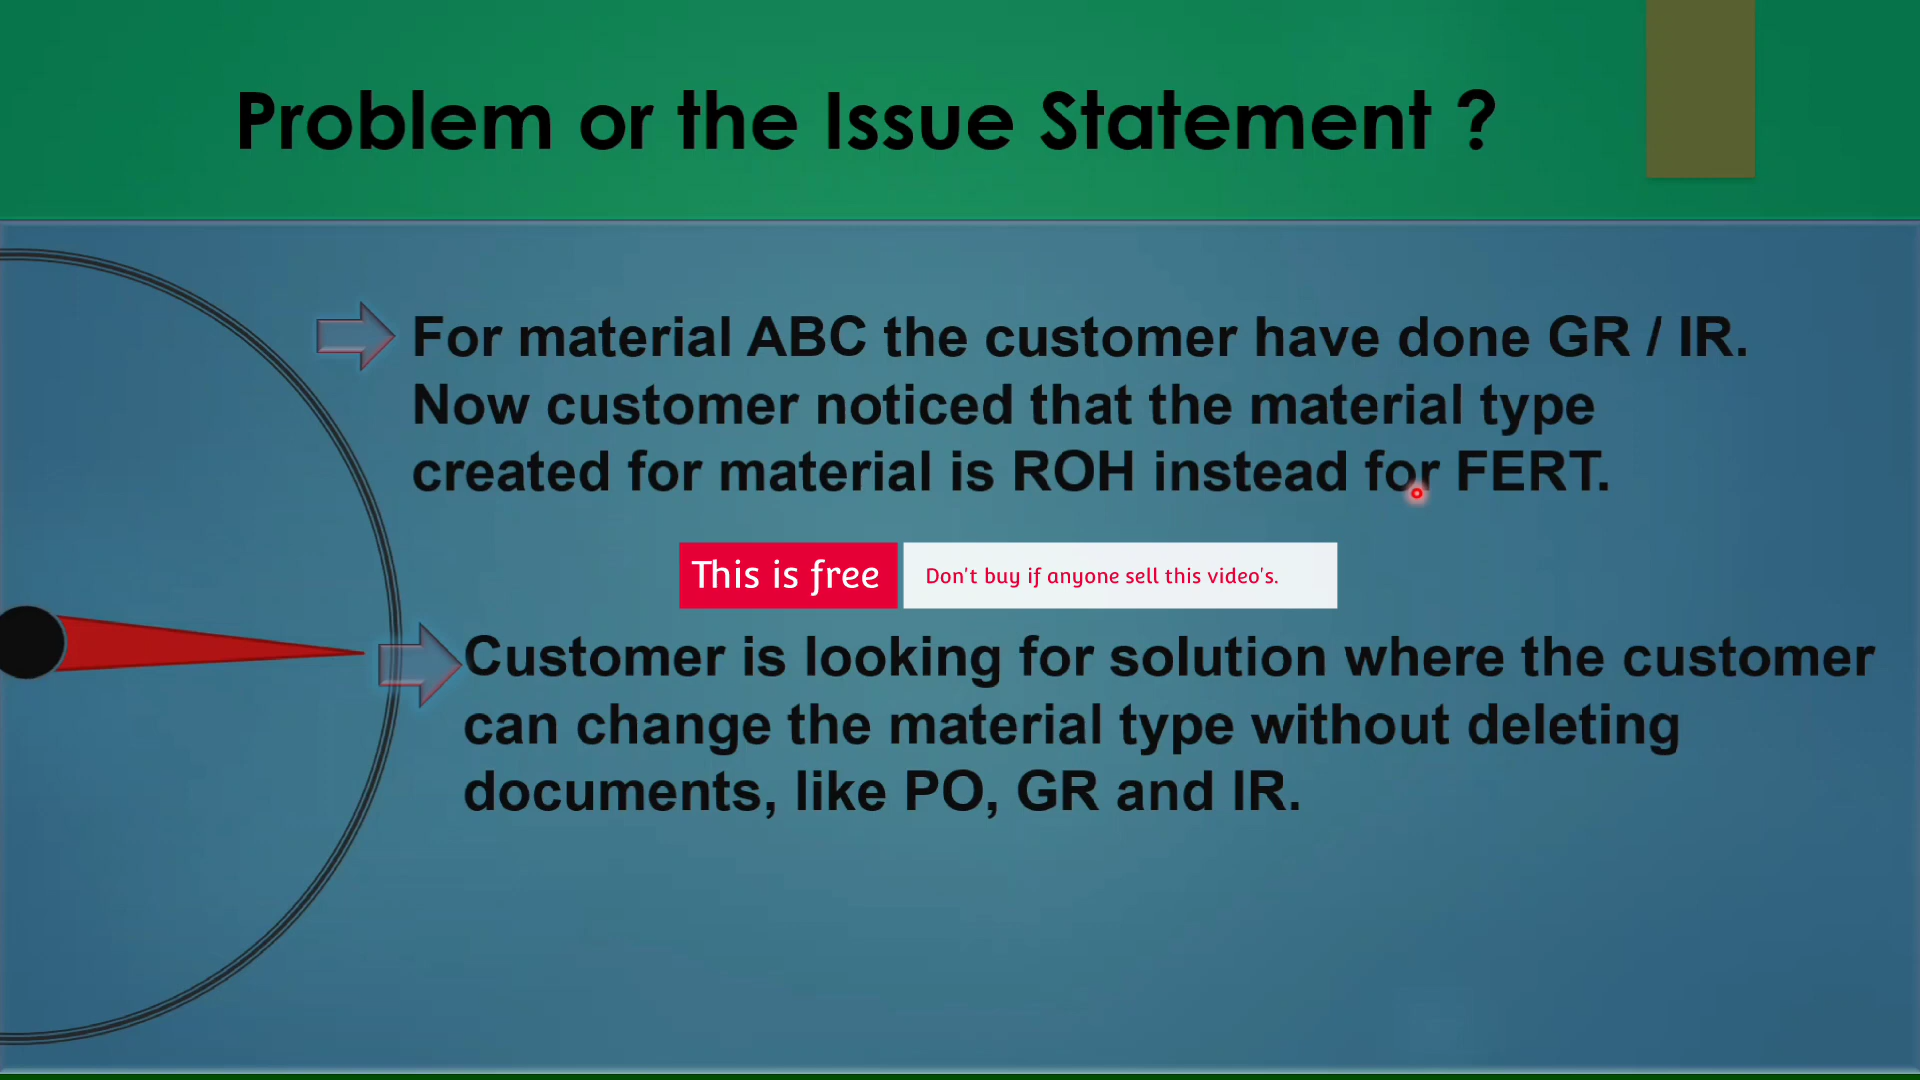 Problem or the Issue Statement ?
For material ABC the customer have done GR / IR.
Now customer noticed that the material type
created for material is ROH instead for FERT.
This is free
Don't buy if anyone sell this video's.
Customer is looking for solution where the customer
can change the material type without deleting
documents, like PO, GR and IR.